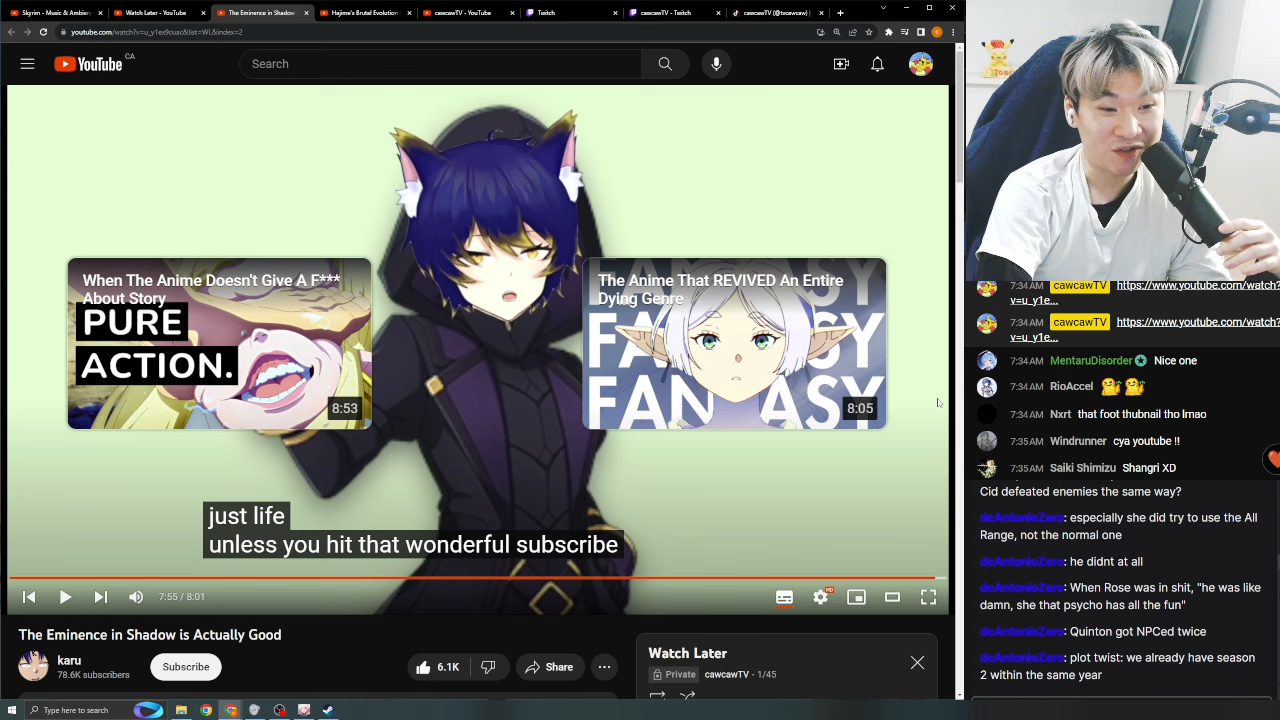 Skyrim - Music & Ambien
Watch Later - YouTube
The Eminence in Shadow
Hajime's Brutal Evolution
cawcawTV - YouTube
Twitch
cawcawTV - Twitch
cawcawTV (@txcawcaw) |
youtube.com/watch?v=u_y1ex9cuac&list=WL&index=2
YouTube CA
Search
When The Anime Doesn't Give A F***
About Story
PURE
ACTION.
8:53
The Anime That REVIVED An Entire
Dying Genre
FANTASY
FANTASY
8:05
just life
unless you hit that wonderful subscribe
7:55 / 8:01
HD
The Eminence in Shadow is Actually Good
karu
78.6K subscribers
Subscribe
6.1K
Share
Watch Later
Private
cawcawTV - 1/45
Type here to search
7:34 AM cawcawTV https://www.youtube.com/watch?
v=u_y1e...
7:34 AM cawcawTV https://www.youtube.com/watch?
v=u_y1e...
7:34 AM MentaruDisorder Nice one
7:34 AM RioAccel
7:34 AM Nxrt that foot thubnail tho lmao
7:35 AM Windrunner cya youtube !!
7:35 AM Saiki Shimizu Shangri XD
Cid defeated enemies the same way?
dcAntonioZero: especially she did try to use the All
Range, not the normal one
dcAntonioZero: he didnt at all
dcAntonioZero: When Rose was in shit, "he was like
damn, she that psycho has all the fun"
dcAntonioZero: Quinton got NPCed twice
dcAntonioZero: plot twist: we already have season
2 within the same year